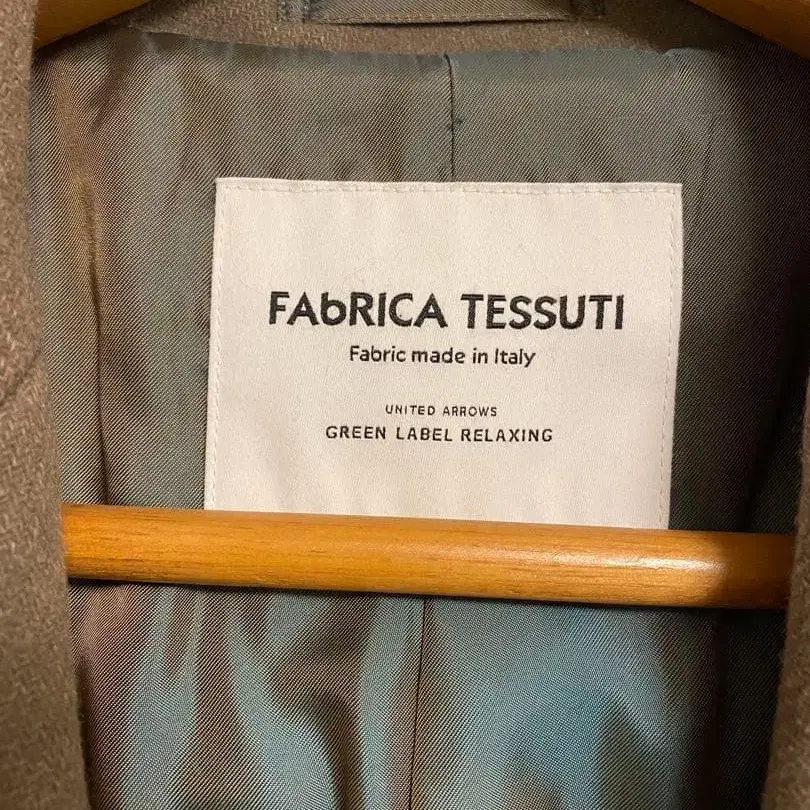 FAbRICA TESSUTI
Fabric made in Italy
UNITED ARROWS
GREEN LABEL RELAXING